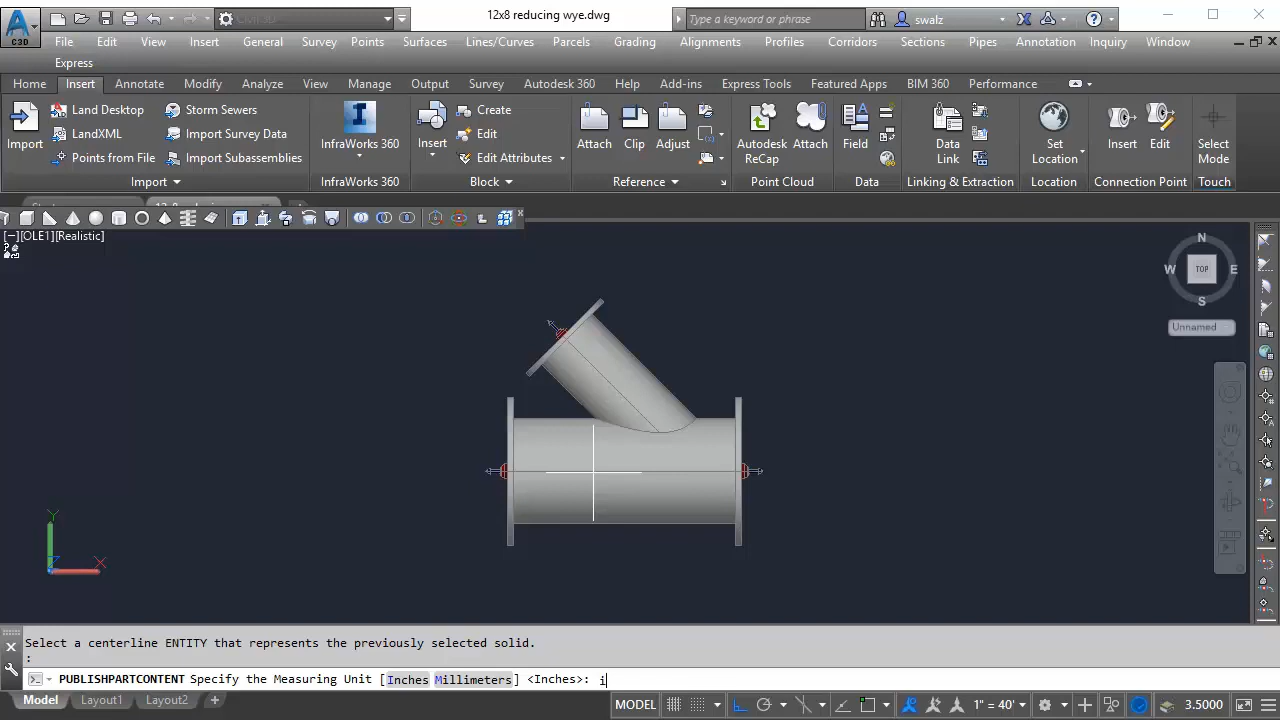 Civil 3D
12x8 reducing wye.dwg
Type a keyword or phrase
swalz
C3D
File Edit View Insert General Survey Points Surfaces Lines/Curves Parcels Grading Alignments Profiles Corridors Sections Pipes Annotation Inquiry Window
Express
Home Insert Annotate Modify Analyze View Manage Output Survey Autodesk 360 Help Add-ins Express Tools Featured Apps BIM 360 Performance
Land Desktop Storm Sewers Create
LandXML Import Survey Data Edit
Import InfraWorks 360 Insert Attach Clip Adjust Autodesk ReCap Attach Field Data Link Set Location Insert Edit Select Mode
Points from File Import Subassemblies Edit Attributes
Import InfraWorks 360 Block Reference Point Cloud Data Linking & Extraction Location Connection Point Touch
[−][OLE1][Realistic]
N
W TOP E
S
Unnamed
Y
X
Select a centerline ENTITY that represents the previously selected solid.
:
PUBLISHPARTCONTENT Specify the Measuring Unit [Inches Millimeters] <Inches>: i
Model Layout1 Layout2 + MODEL 1" = 40' 3.5000